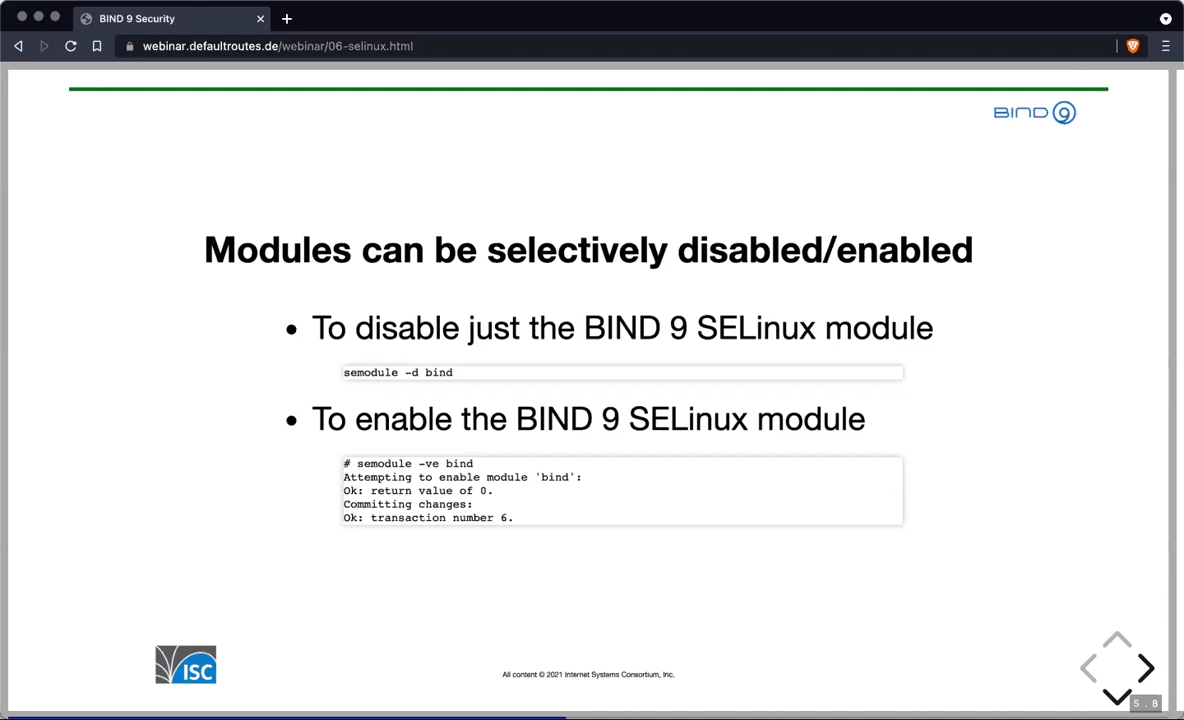 BIND 9 Security
webinar.defaultroutes.de/webinar/06-selinux.html
BIND 9
Modules can be selectively disabled/enabled
• To disable just the BIND 9 SELinux module
semodule -d bind
• To enable the BIND 9 SELinux module
# semodule -ve bind
Attempting to enable module 'bind':
Ok: return value of 0.
Committing changes:
Ok: transaction number 6.
ISC
All content © 2021 Internet Systems Consortium, Inc.
5 . 8